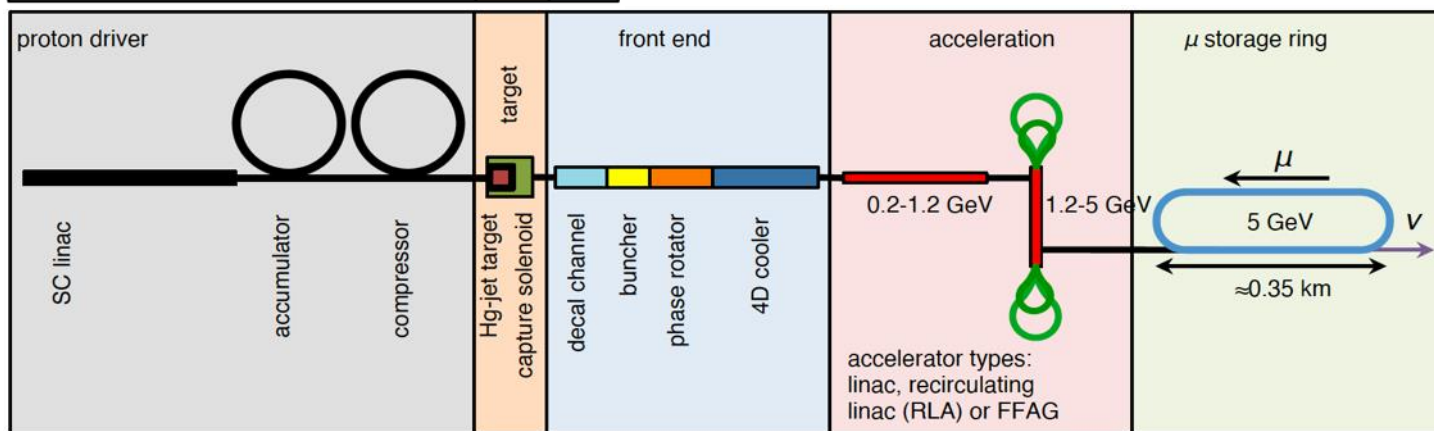 proton driver
SC linac
accumulator
compressor
target
Hg-jet target
capture solenoid
front end
decal channel
buncher
phase rotator
4D cooler
acceleration
0.2-1.2 GeV
1.2-5 GeV
accelerator types:
linac, recirculating
linac (RLA) or FFAG
μ storage ring
μ
5 GeV
ν
≈0.35 km